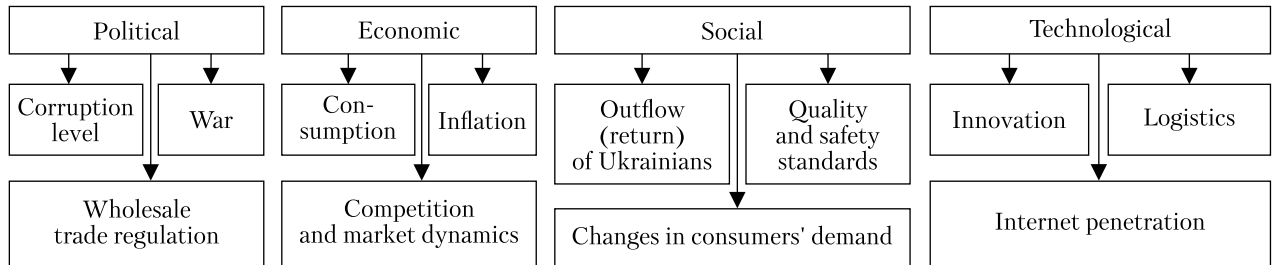 Political
Corruption
level
War
Wholesale
trade regulation
Economic
Con-
sumption
Inflation
Competition
and market dynamics
Social
Outflow
(return)
of Ukrainians
Quality
and safety
standards
Changes in consumers' demand
Technological
Innovation
Logistics
Internet penetration